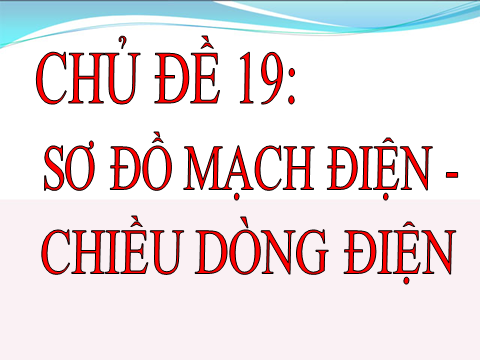 CHỦ ĐỀ 19:
SƠ ĐỒ MẠCH ĐIỆN -
CHIỀU DÒNG ĐIỆN